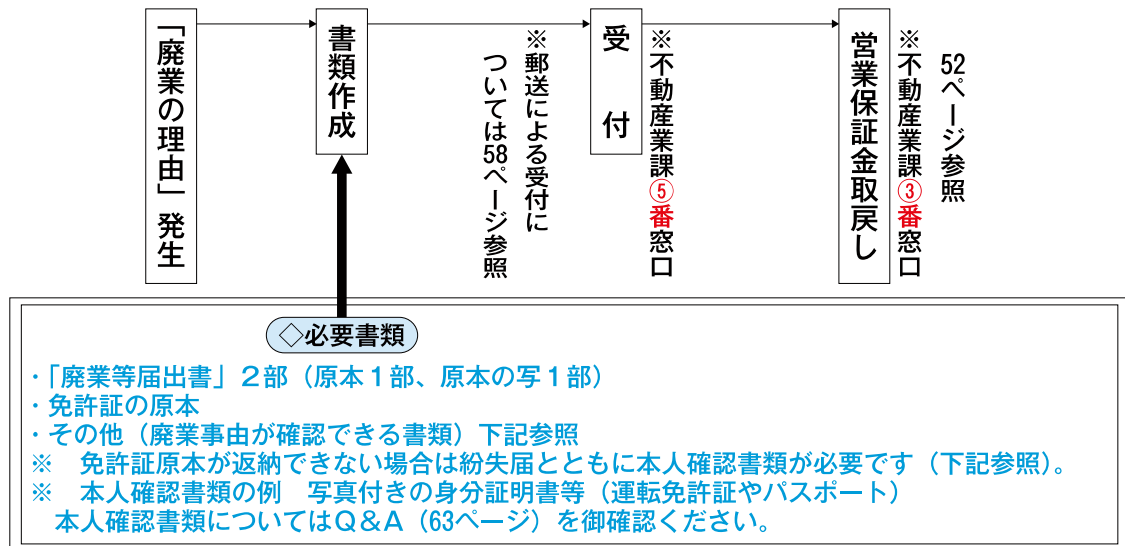 「廃業の理由」発生
書類作成
※郵送による受付に
ついては58ページ参照
受付
※不動産業課⑤番窓口
営業保証金取戻し
※不動産業課③番窓口
52ページ参照
◇必要書類
・「廃業等届出書」２部（原本１部、原本の写１部）
・免許証の原本
・その他（廃業事由が確認できる書類）下記参照
※　免許証原本が返納できない場合は紛失届とともに本人確認書類が必要です（下記参照）。
※　本人確認書類の例　写真付きの身分証明書等（運転免許証やパスポート）
本人確認書類についてはＱ＆Ａ（63ページ）を御確認ください。